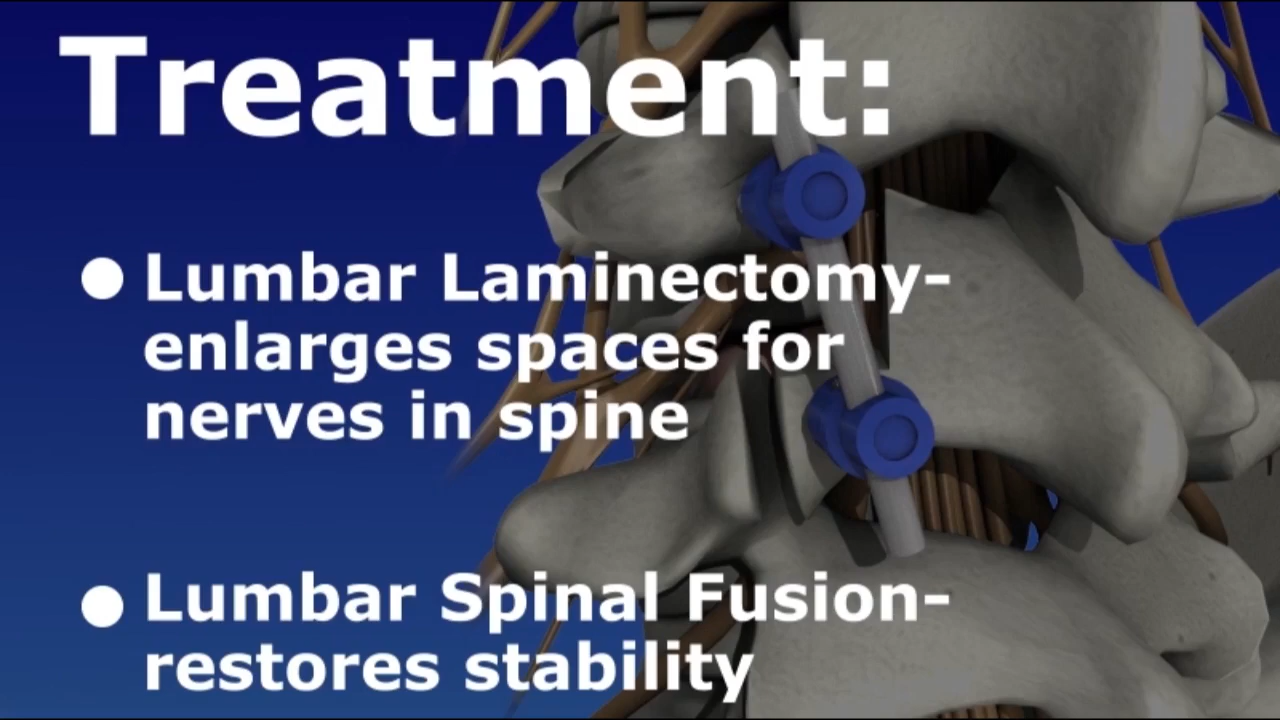 Treatment:
● Lumbar Laminectomy-
enlarges spaces for
nerves in spine
● Lumbar Spinal Fusion-
restores stability